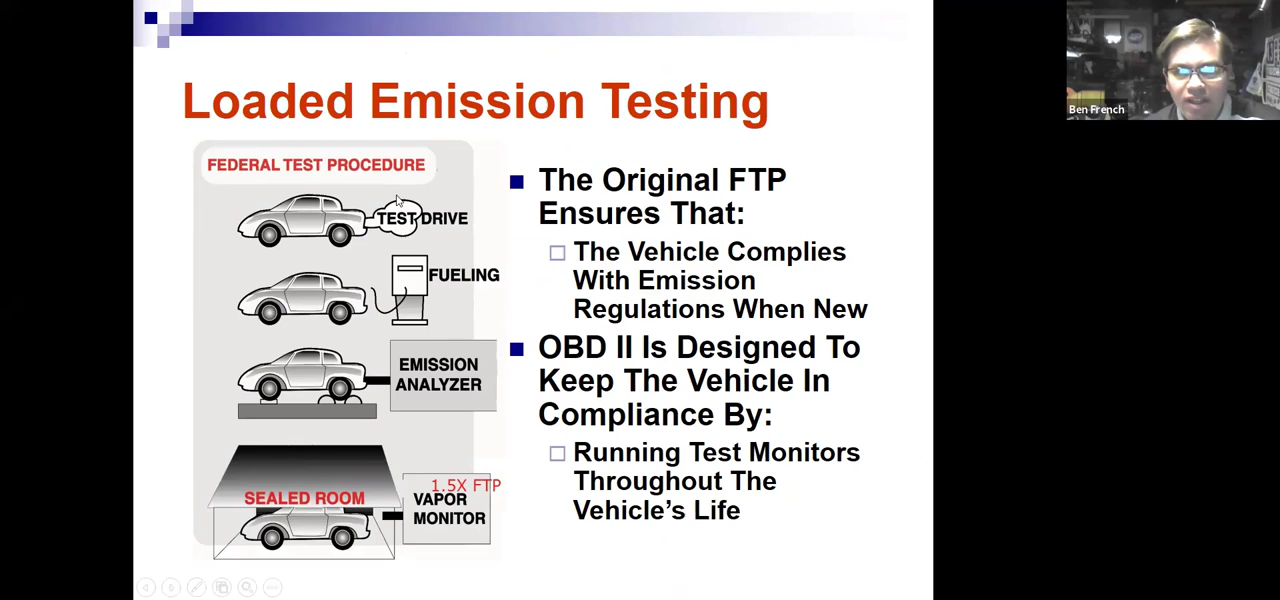 Loaded Emission Testing
FEDERAL TEST PROCEDURE
TEST DRIVE
FUELING
EMISSION
ANALYZER
SEALED ROOM
1.5X FTP
VAPOR
MONITOR
The Original FTP
Ensures That:
The Vehicle Complies
With Emission
Regulations When New
OBD II Is Designed To
Keep The Vehicle In
Compliance By:
Running Test Monitors
Throughout The
Vehicle's Life
Ben French